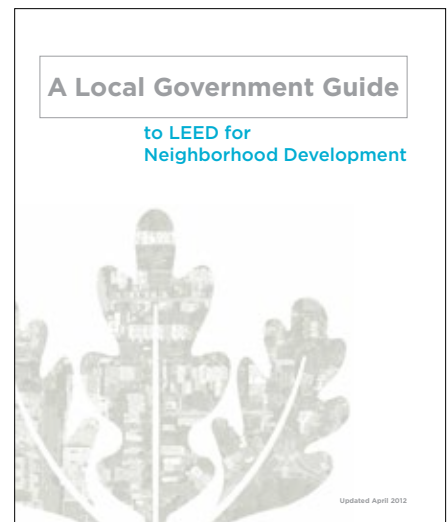 A Local Government Guide
to LEED for
Neighborhood Development
Updated April 2012